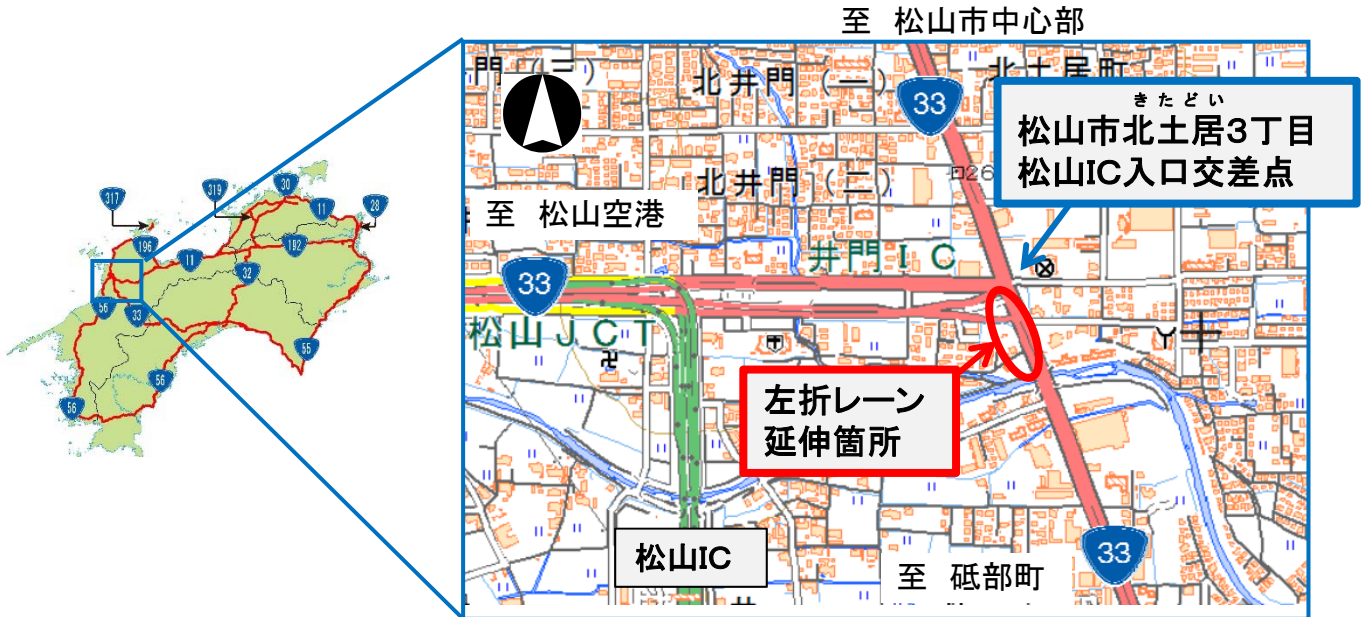 至 松山市中心部
北井門(一)
北土居町
33
きたどい
松山市北土居3丁目
松山IC入口交差点
北井門(二)
26
至 松山空港
井門IC
33
松山JCT
左折レーン
延伸箇所
松山IC
至 砥部町
33
317
319
30
11
28
196
11
192
32
56
33
55
56
56